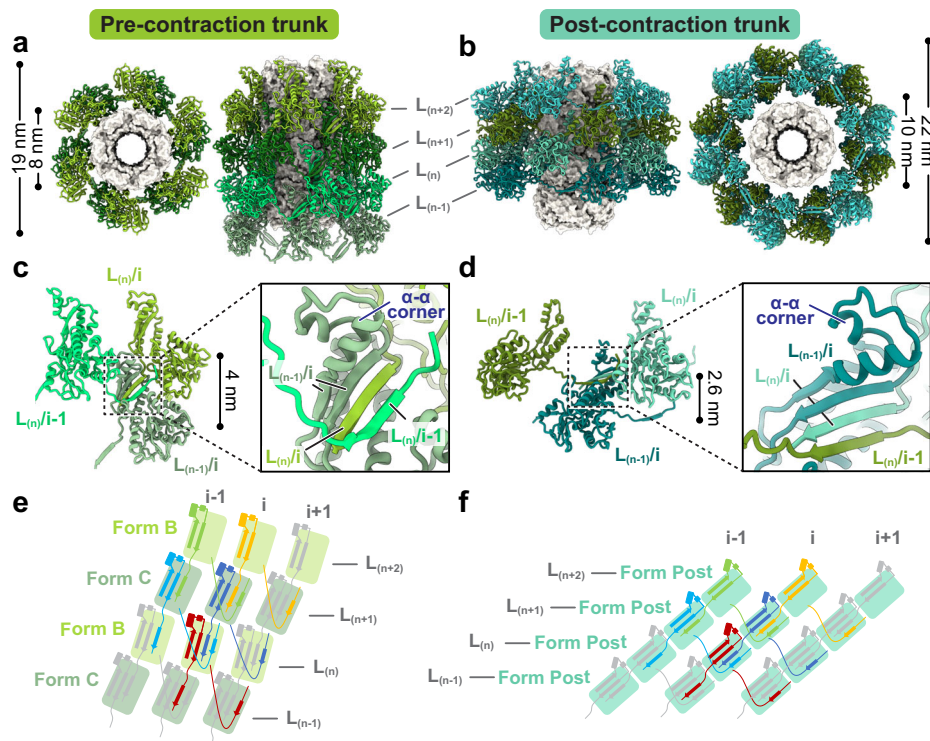 Pre-contraction trunk
Post-contraction trunk
a
b
19 nm
8 nm
L(n+2)
L(n+1)
L(n)
L(n-1)
10 nm
22 nm
c
d
L(n)/i
L(n)/i-1
L(n-1)/i
4 nm
α-α
corner
L(n-1)/i
L(n)/i
L(n)/i-1
L(n)/i-1
L(n)/i
L(n-1)/i
2.6 nm
α-α
corner
L(n-1)/i
L(n)/i
L(n)/i-1
e
f
i-1
i
i+1
Form B
Form C
Form B
Form C
L(n+2)
L(n+1)
L(n)
L(n-1)
i-1
i
i+1
L(n+2) Form Post
L(n+1) Form Post
L(n) Form Post
L(n-1) Form Post